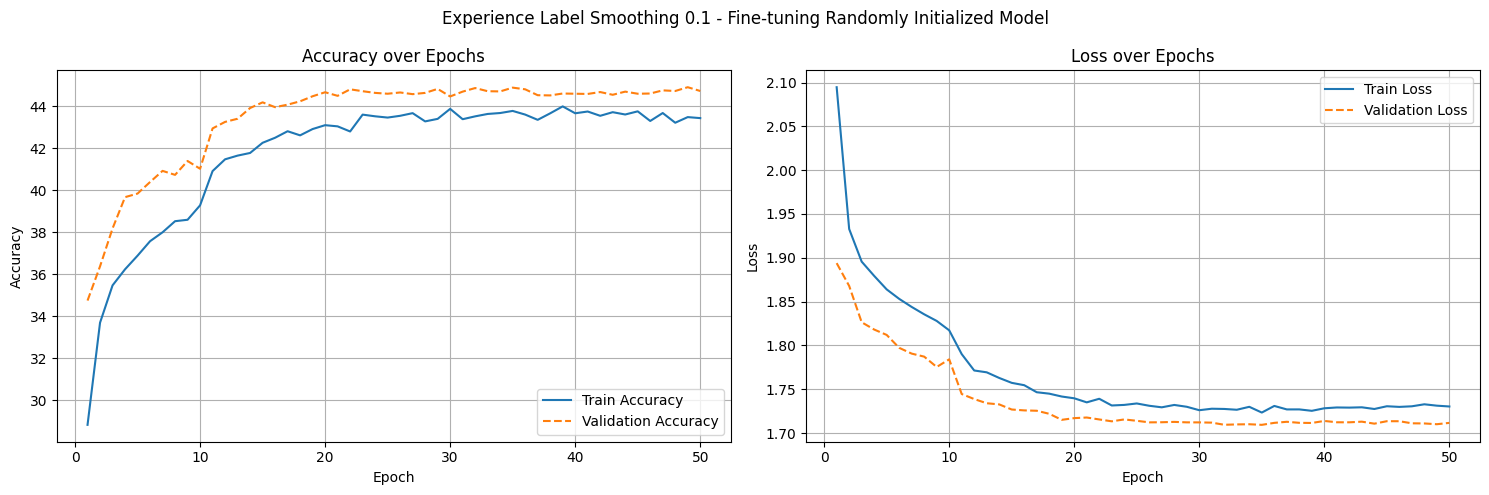 Experience Label Smoothing 0.1 - Fine-tuning Randomly Initialized Model
Accuracy over Epochs
Accuracy
44
42
40
38
36
34
32
30
0
10
20
30
40
50
Epoch
Train Accuracy
Validation Accuracy
Loss over Epochs
Loss
2.10
2.05
2.00
1.95
1.90
1.85
1.80
1.75
1.70
0
10
20
30
40
50
Epoch
Train Loss
Validation Loss